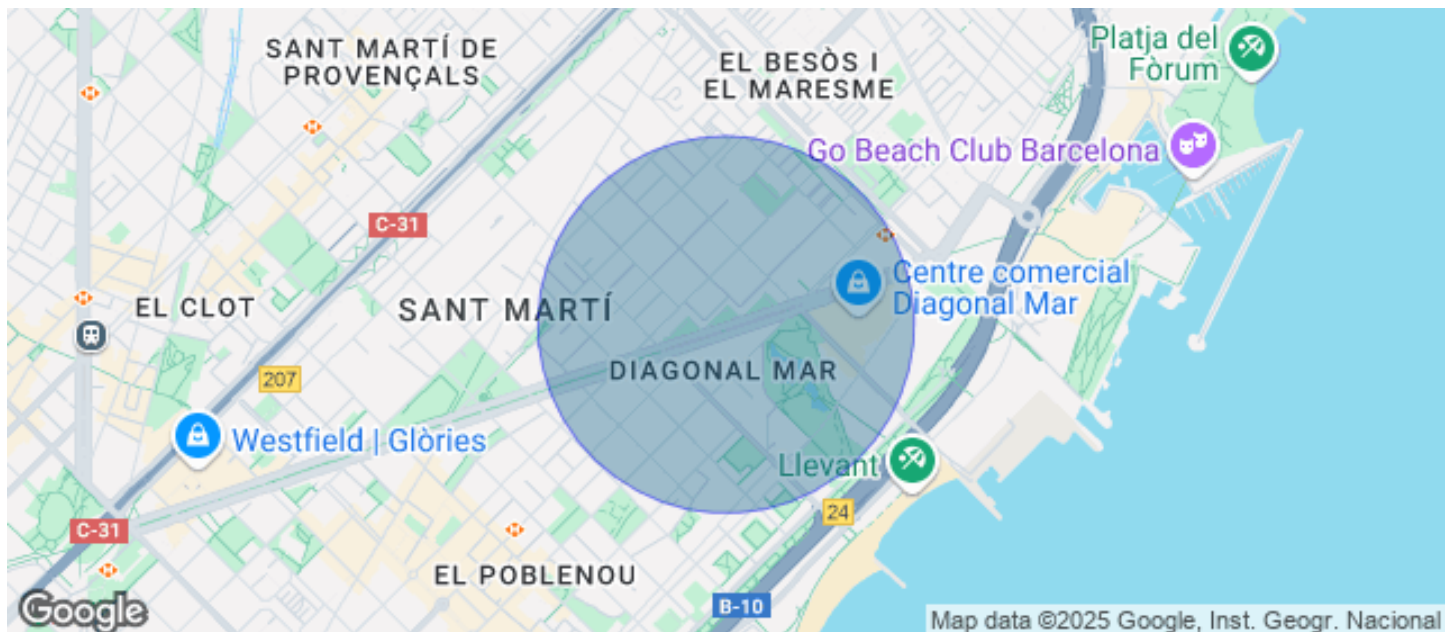 SANT MARTÍ DE
PROVENÇALS
EL BESÒS I
EL MARESME
Platja del
Fòrum
Go Beach Club Barcelona
C-31
EL CLOT
SANT MARTÍ
Centre comercial
Diagonal Mar
DIAGONAL MAR
207
Westfield | Glòries
Llevant
24
C-31
EL POBLENOU
B-10
Google
Map data ©2025 Google, Inst. Geogr. Nacional